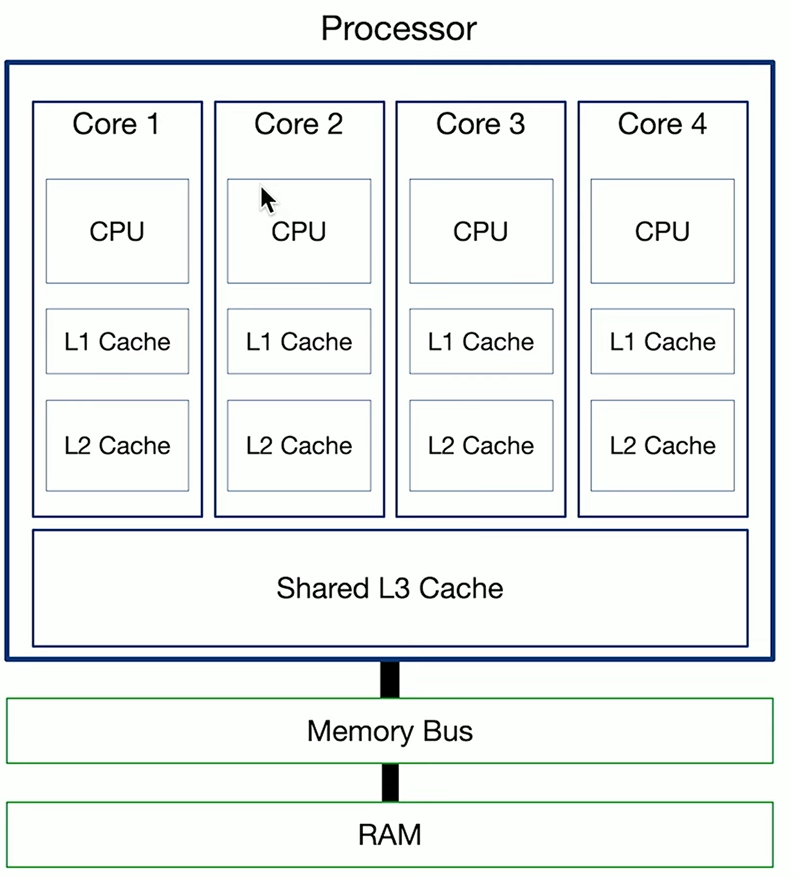 Processor
Core 1
CPU
L1 Cache
L2 Cache
Core 2
CPU
L1 Cache
L2 Cache
Core 3
CPU
L1 Cache
L2 Cache
Core 4
CPU
L1 Cache
L2 Cache
Shared L3 Cache
Memory Bus
RAM